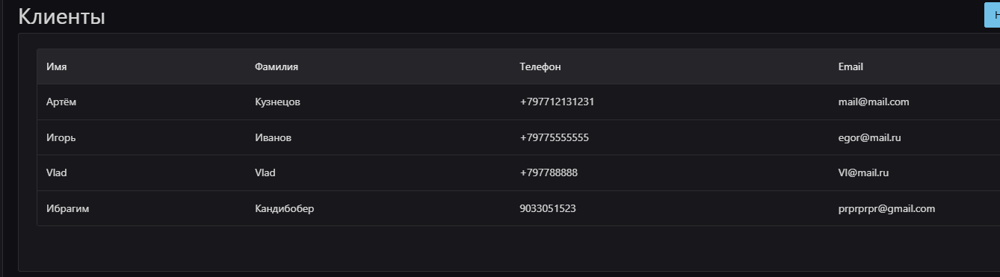 Клиенты
Имя Фамилия Телефон Email
Артём Кузнецов +797712131231 mail@mail.com
Игорь Иванов +79775555555 egor@mail.ru
Vlad Vlad +797788888 Vl@mail.ru
Ибрагим Кандибобер 9033051523 prprprpr@gmail.com